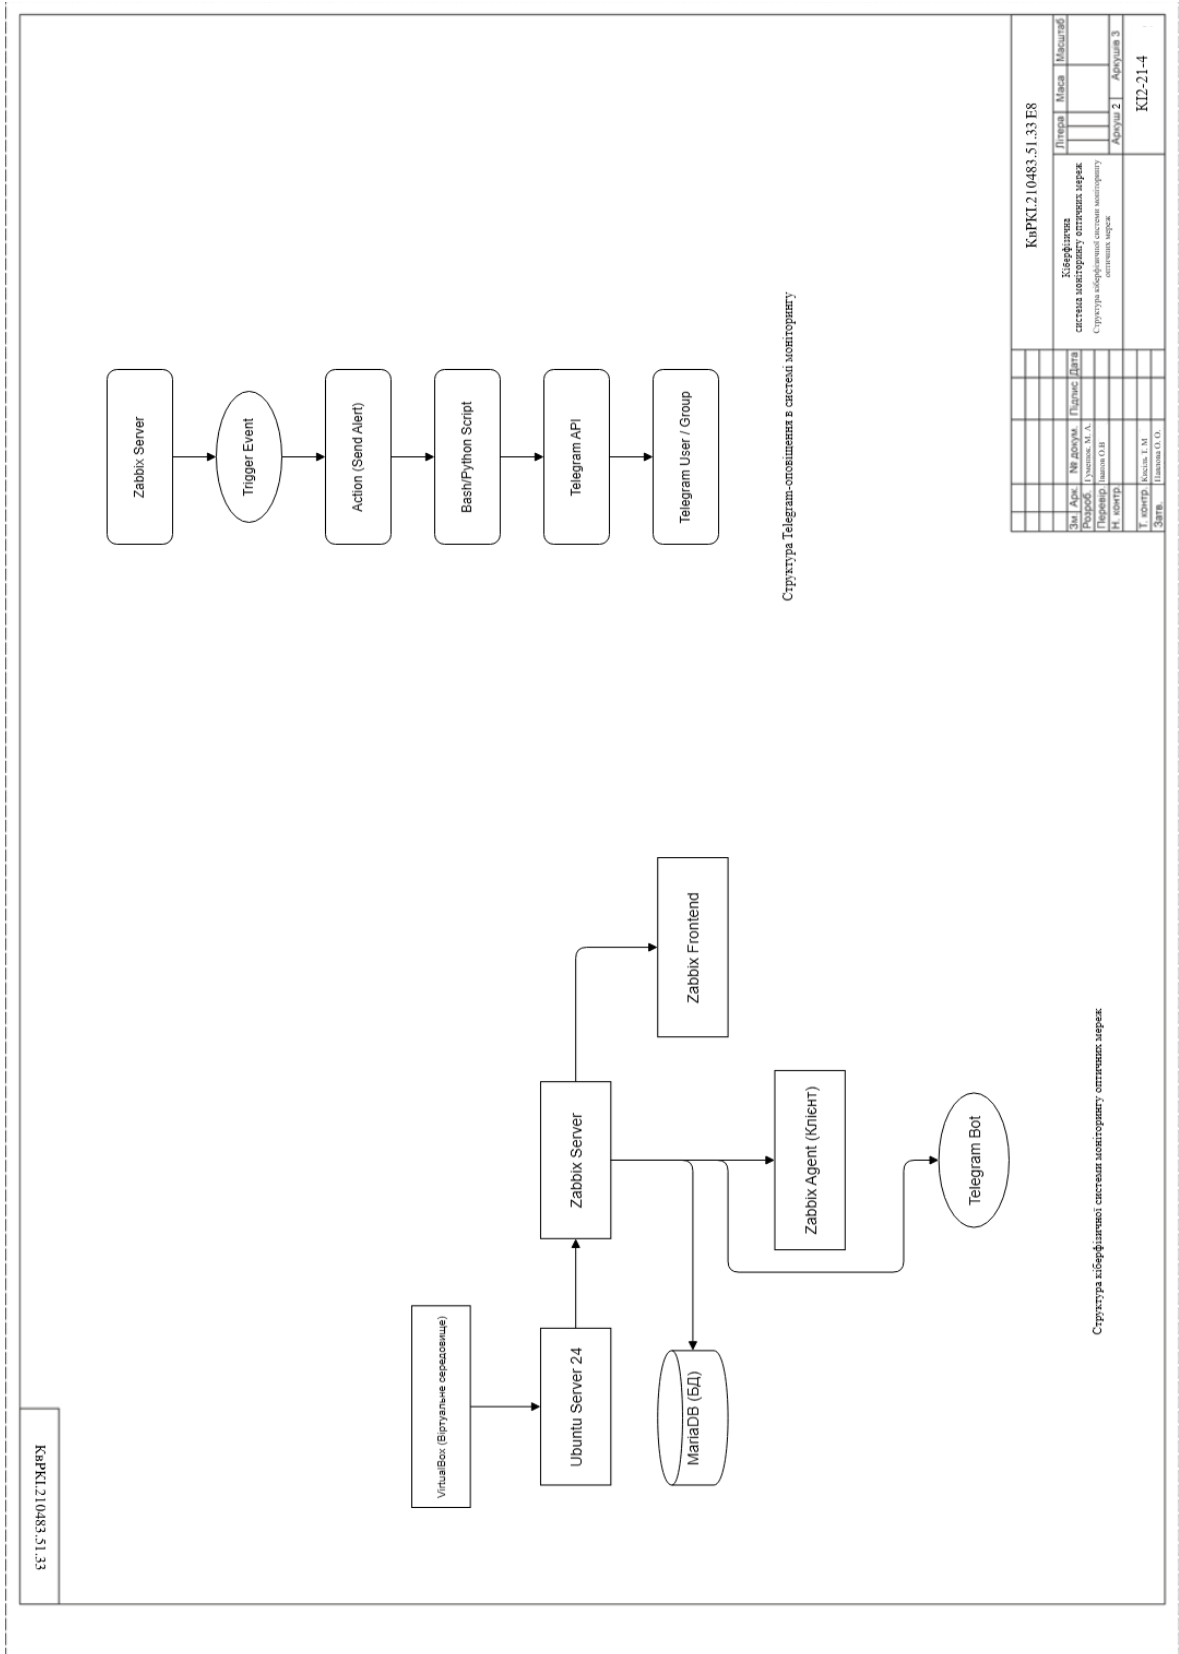 КвРКІ.210483.51.33
VirtualBox (Віртуальне середовище)
Ubuntu Server 24
Zabbix Server
MariaDB (БД)
Zabbix Frontend
Zabbix Agent (Клієнт)
Telegram Bot
Структура кіберфізичної системи моніторингу оптичних мереж
Zabbix Server
Trigger Event
Action (Send Alert)
Bash/Python Script
Telegram API
Telegram User / Group
Структура Telegram-оповіщення в системі моніторингу
КвРКІ.210483.51.33 Е8
Зм. Арк. № докум. Підпис Дата
Розроб. М. А.
Перевір. Іванов О.В
Н. контр.
Т. контр. Кисіль Т. М
Затв. Павлова О. О.
Кіберфізична
система моніторингу оптичних мереж
Структура кіберфізичної системи моніторингу
оптичних мереж
Літера Маса Масштаб
Аркуш 2 Аркушів 3
КІ2-21-4